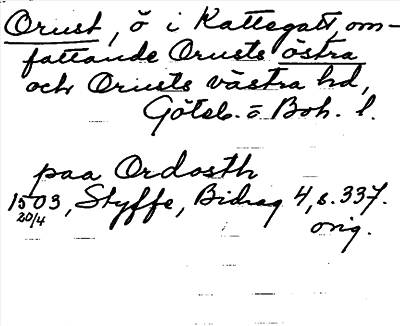 Orust, ö i Kattegatt, om-
fattande Orusts östra
och Orusts västra hd,
Göteb. o Boh. l.
paa Ordosth
1503, Styffe, Bidrag 4, s. 337.
20/4
orig.